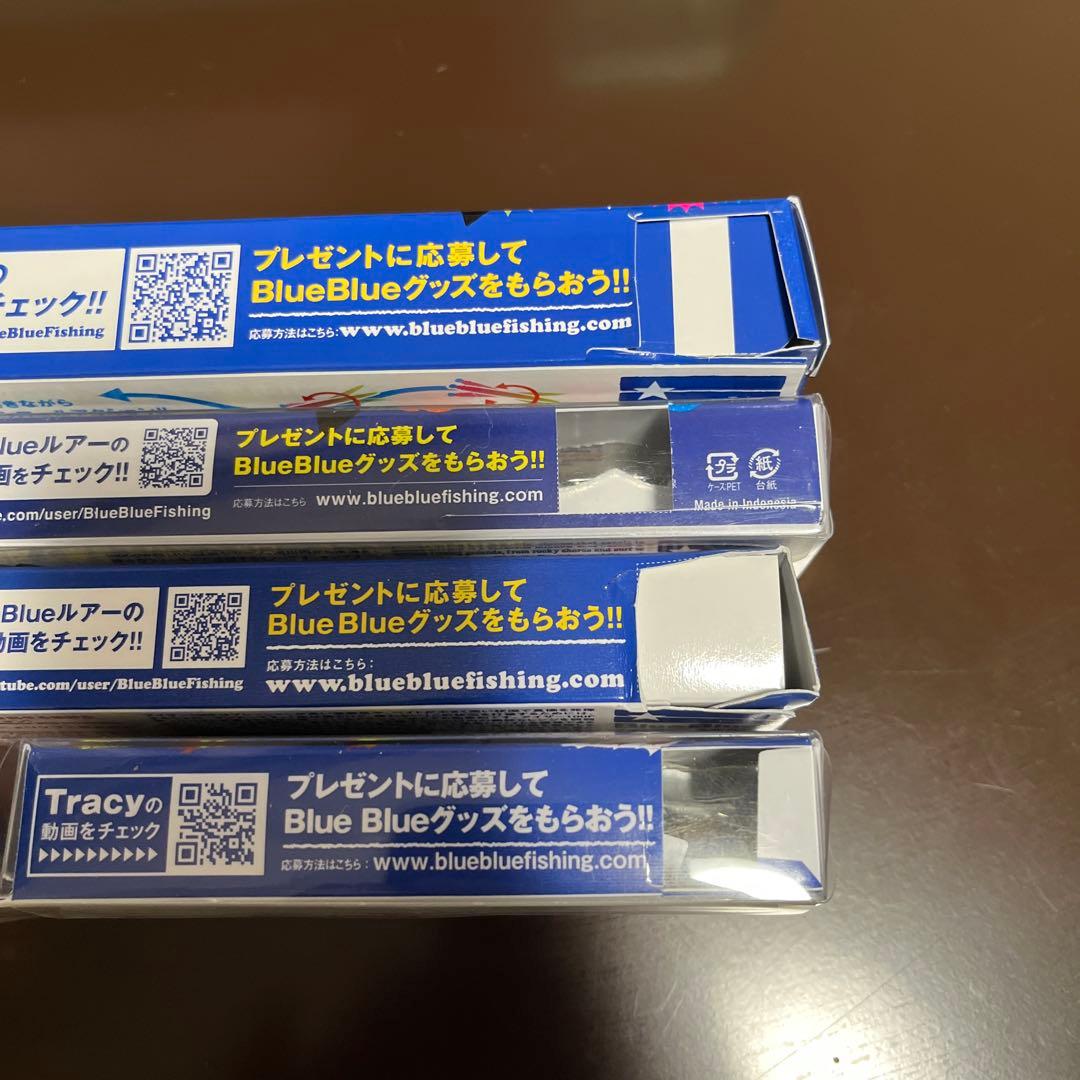 の
チェック!!
eBlueFishing
プレゼントに応募して
BlueBlueグッズをもらおう!!
応募方法はこちら:www.bluebluefishing.com
きながら
Blueルアーの
画をチェック!!
e.com/user/BlueBlueFishing
プレゼントに応募して
BlueBlueグッズをもらおう!!
応募方法はこちら www.bluebluefishing.com
プラ
ケース:PET
紙
台紙
Made in Indonesia
Blueルアーの
動画をチェック!!
tube.com/user/BlueBlueFishing
プレゼントに応募して
BlueBlueグッズをもらおう!!
応募方法はこちら:
www.bluebluefishing.com
Tracyの
動画をチェック
プレゼントに応募して
Blue Blueグッズをもらおう!!
応募方法はこちら:www.bluebluefishing.com